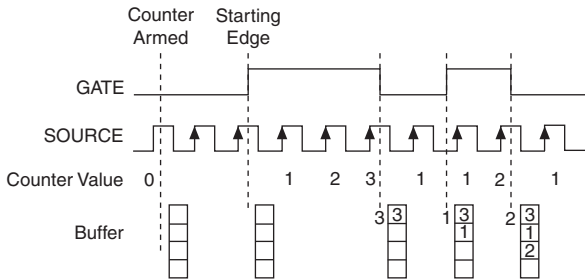 Counter Armed
Starting Edge
GATE
SOURCE
Counter Value 0 1 2 3 1 1 2 1
Buffer
3 3
1 3
1
2 3
1
2